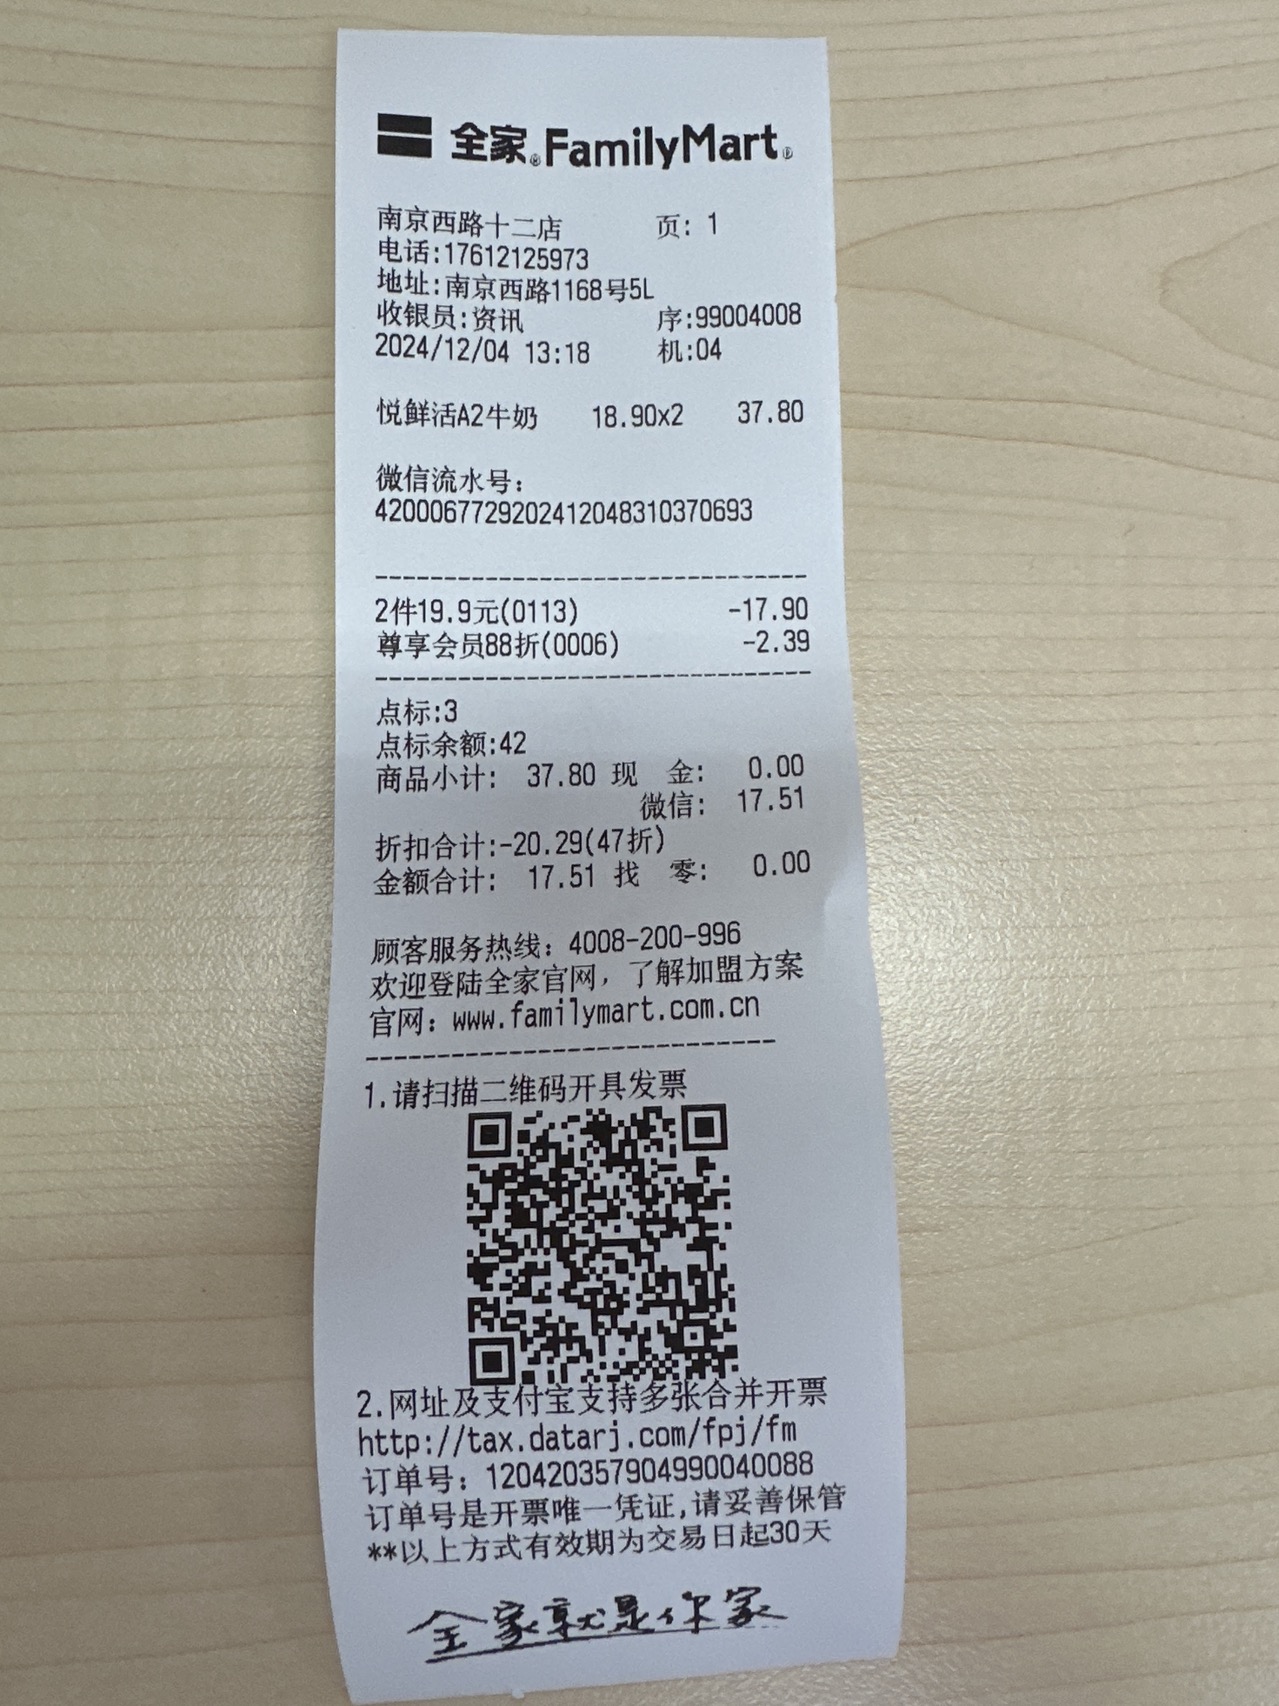 全家®FamilyMart®
南京西路十二店 页: 1
电话:17612125973
地址:南京西路1168号5L
收银员:资讯 序:99004008
2024/12/04 13:18 机:04
悦鲜活A2牛奶 18.90x2 37.80
微信流水号:
4200067729202412048310370693
------------------------------
2件19.9元(0113) -17.90
尊享会员88折(0006) -2.39
------------------------------
点标:3
点标余额:42
商品小计: 37.80 现 金: 0.00
微信: 17.51
折扣合计:-20.29(47折)
金额合计: 17.51 找 零: 0.00
顾客服务热线: 4008-200-996
欢迎登陆全家官网, 了解加盟方案
官网: www.familymart.com.cn
------------------------------
1.请扫描二维码开具发票
2.网址及支付宝支持多张合并开票
http://tax.datarj.com/fpj/fm
订单号: 120420357904990040088
订单号是开票唯一凭证,请妥善保管
**以上方式有效期为交易日起30天
全家就是你家